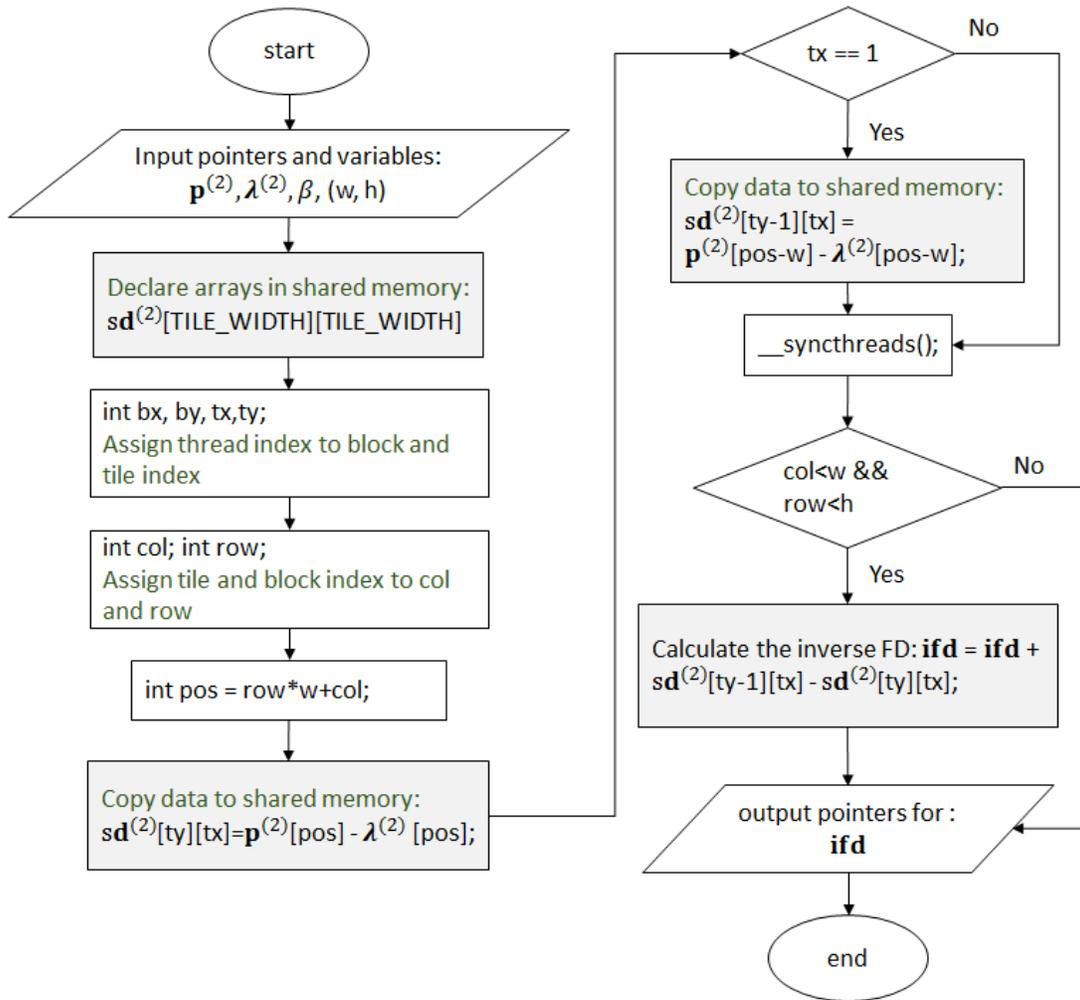 start
Input pointers and variables:
p⁽²⁾, λ⁽²⁾, β, (w, h)
Declare arrays in shared memory:
sd⁽²⁾[TILE_WIDTH][TILE_WIDTH]
int bx, by, tx,ty;
Assign thread index to block and
tile index
int col; int row;
Assign tile and block index to col
and row
int pos = row*w+col;
Copy data to shared memory:
sd⁽²⁾[ty][tx]=p⁽²⁾[pos] - λ⁽²⁾ [pos];
tx == 1
No
Yes
Copy data to shared memory:
sd⁽²⁾[ty-1][tx] =
p⁽²⁾[pos-w] - λ⁽²⁾[pos-w];
__syncthreads();
col<w &&
row<h
No
Yes
Calculate the inverse FD: ifd = ifd +
sd⁽²⁾[ty-1][tx] - sd⁽²⁾[ty][tx];
output pointers for :
ifd
end